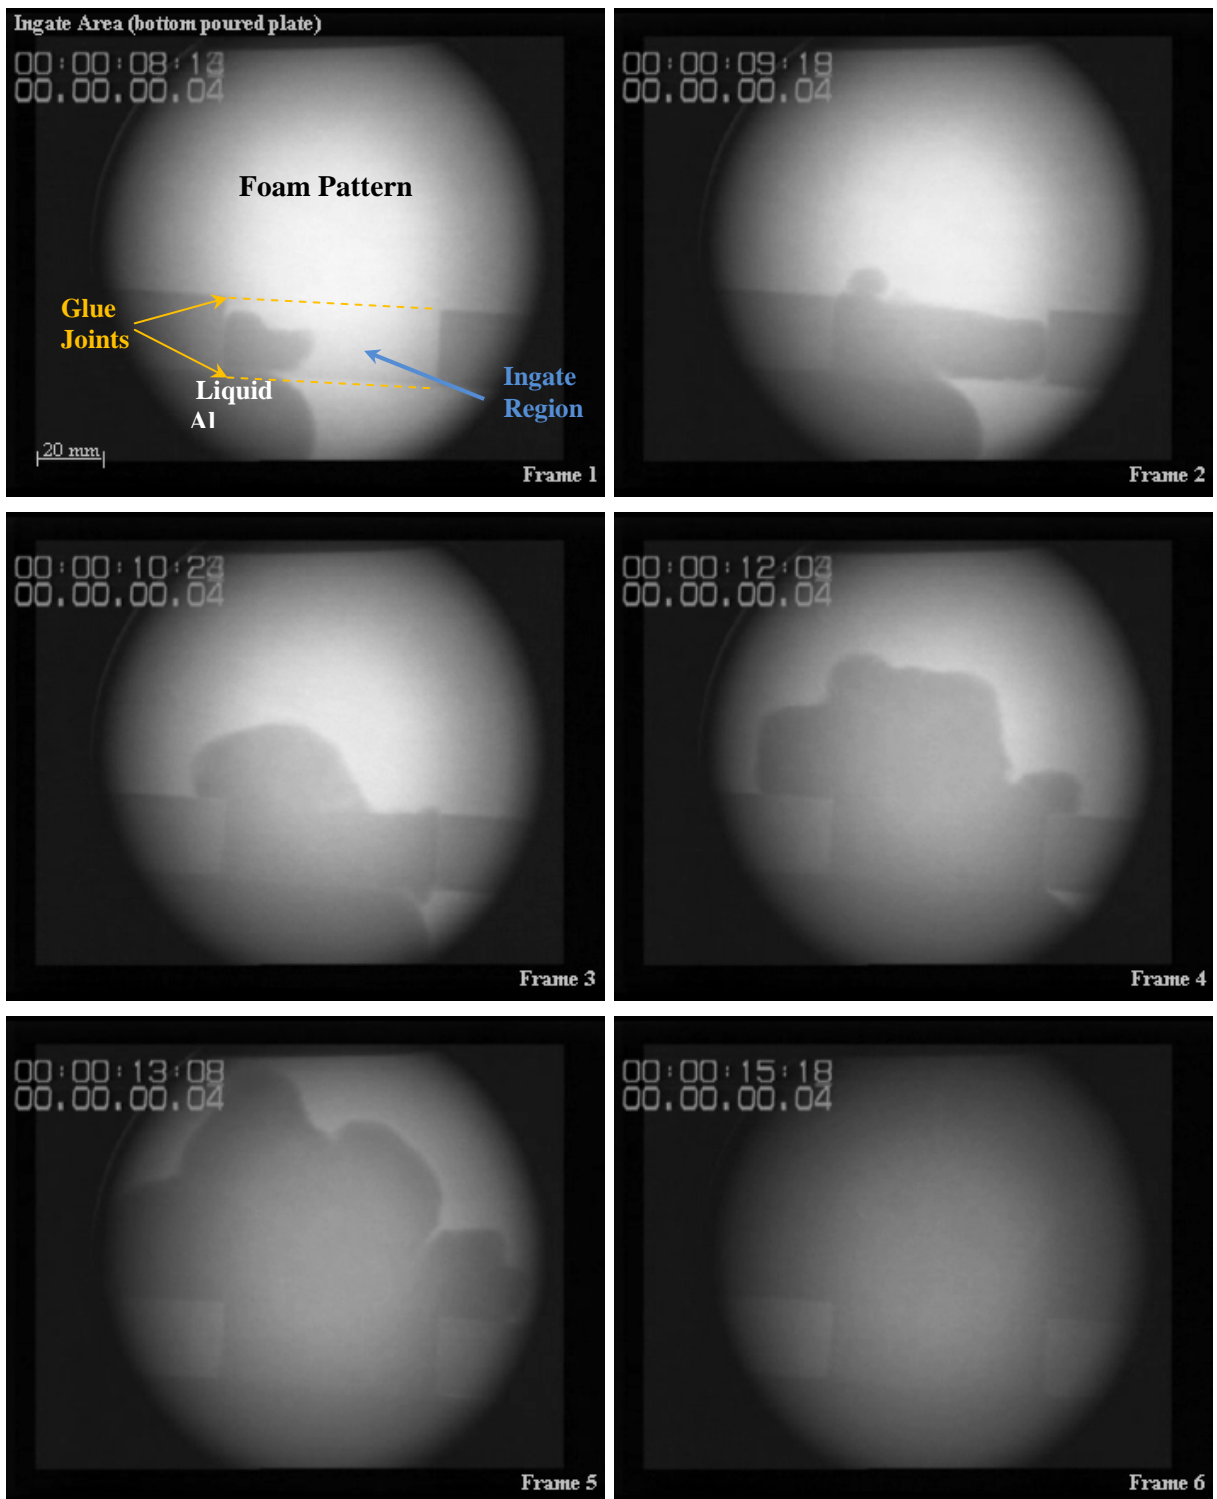 Ingate Area (bottom poured plate)
00:00:08:13
00.00.00.04
Foam Pattern
Glue
Joints
Liquid
Al
Ingate
Region
20 mm
Frame 1
00:00:09:18
00.00.00.04
Frame 2
00:00:10:23
00.00.00.04
Frame 3
00:00:12:03
00.00.00.04
Frame 4
00:00:13:08
00.00.00.04
Frame 5
00:00:15:18
00.00.00.04
Frame 6